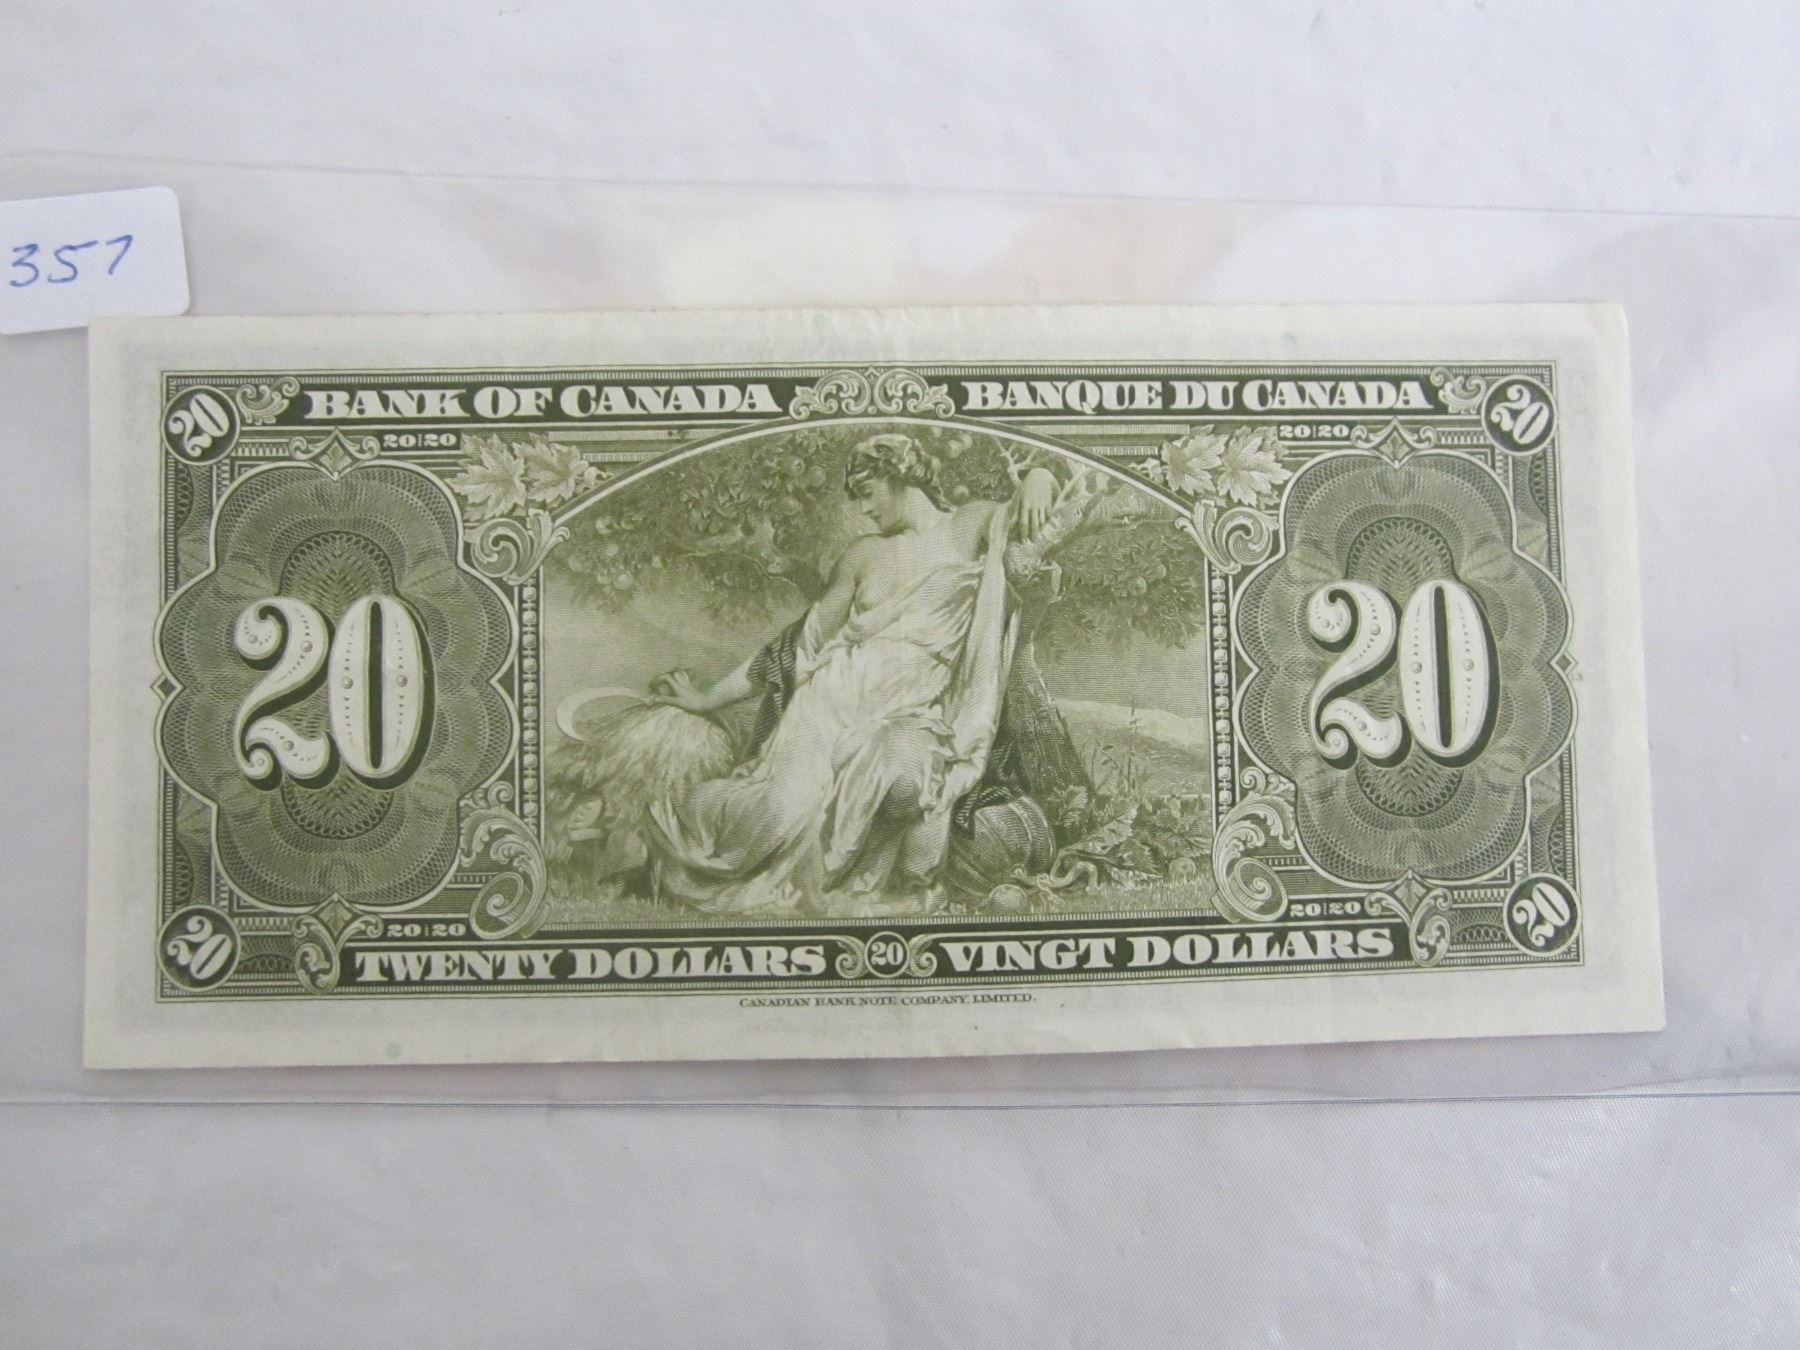 357
20 BANK OF CANADA BANQUE DU CANADA 20
20 20 20 20
20 20
20 20 20 20
20 TWENTY DOLLARS 20 VINGT DOLLARS 20
CANADIAN BANK NOTE COMPANY, LIMITED.